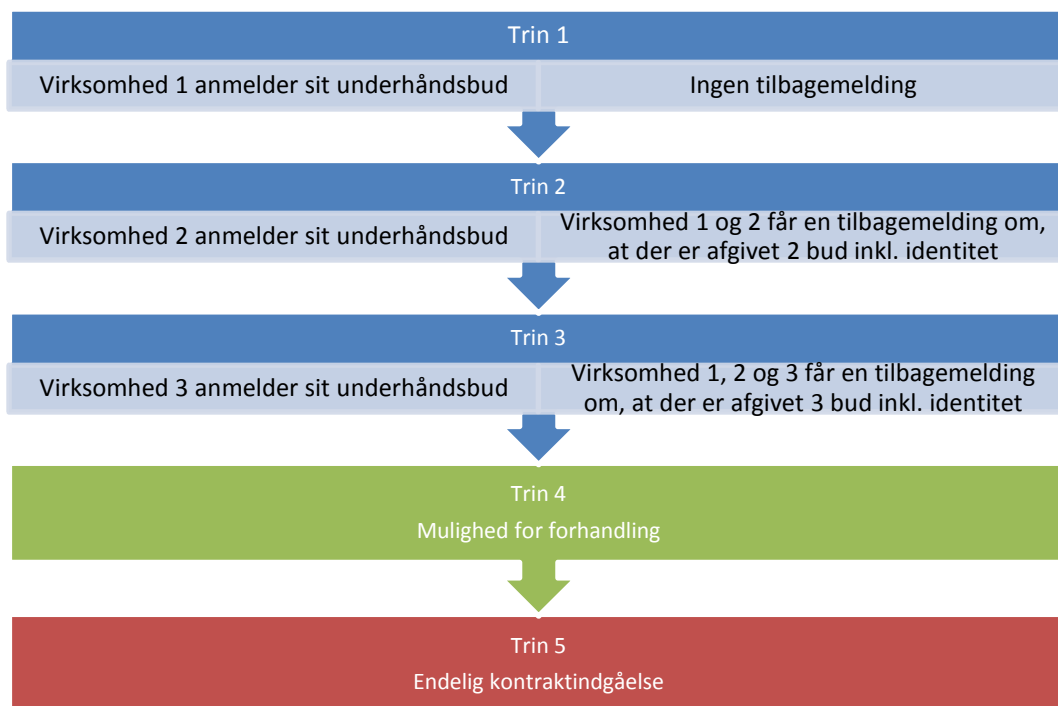 Trin 1
Virksomhed 1 anmelder sit underhåndsbud
Ingen tilbagemelding
Trin 2
Virksomhed 2 anmelder sit underhåndsbud
Virksomhed 1 og 2 får en tilbagemelding om,
at der er afgivet 2 bud inkl. identitet
Trin 3
Virksomhed 3 anmelder sit underhåndsbud
Virksomhed 1, 2 og 3 får en tilbagemelding
om, at der er afgivet 3 bud inkl. identitet
Trin 4
Mulighed for forhandling
Trin 5
Endelig kontraktindgåelse